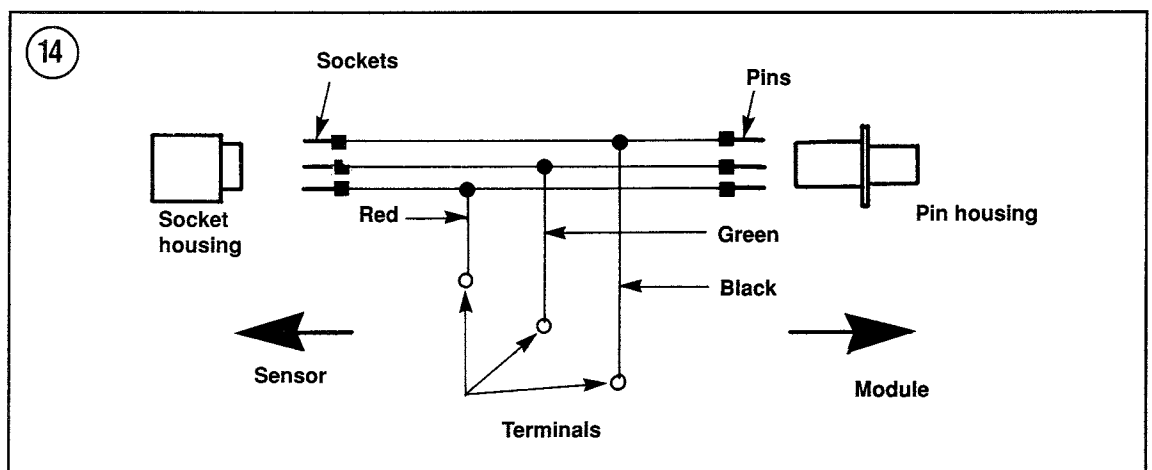 14
Sockets
Pins
Socket
housing
Red
Green
Pin housing
Black
Sensor
Module
Terminals